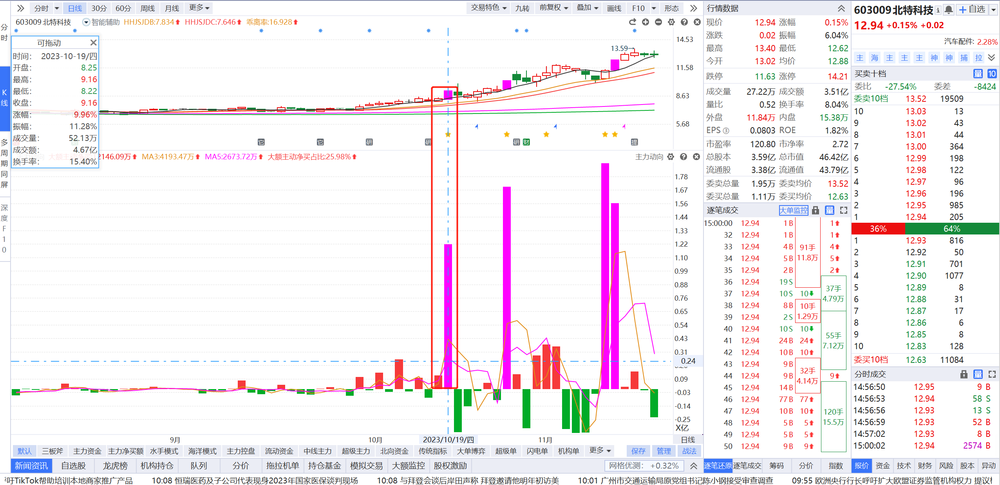 分时 日线 30分 60分 周线 月线 更多 交易特色 九转 前复权 叠加 画线 F10 形态
603009北特科技 智能辅助 HHJSJDB:7.834 HHJSJDC:7.646 乖离率:16.928
分时
K线
多周期同屏
深度F10
可拖动
时间: 2023-10-19/四
开盘: 8.25
最高: 9.16
最低: 8.22
收盘: 9.16
涨幅: 9.96%
振幅: 11.28%
成交量: 52.13万
成交额: 4.67亿
换手率: 15.40%
14.53
13.59→
11.58
8.63
5.68
它 它 研 研 研 财 提
大额主动净买:12146.09万 MA3:4193.47万 MA5:2673.72万 大额主动净买占比:25.98% 主力动向
1.78
1.67
1.56
1.44
1.33
1.22
1.10
0.99
0.88
0.76
0.65
0.54
0.43
0.31
0.24
0.09
-0.03
-0.14
-0.25
X亿
9月 10月 2023/10/19/四 11月 日线
默认 三板斧 主力资金 主力净买额 水手模式 海洋模式 主力控盘 流动资金 中线主力 超级主力 北向资金 传统指标 大单博弈 超级单 闪电单 机构单 更多 保存 管理 战法
新闻资讯 自选股 龙虎榜 机构持仓 队列 分价 拖拉机单 持仓基金 模拟交易 大额监控 股权激励 网格优测: +0.32%
行情数据
现价 12.94 涨幅 0.15%
涨跌 0.02 振幅 6.04%
最高 13.40 最低 12.62
今开 13.02 均价 12.88
跌停 11.63 涨停 14.21
成交量 27.22万 成交额 3.51亿
量比 0.52 换手率 8.04%
外盘 11.84万 内盘 15.38万
EPS③ 0.0803 ROE 1.82%
市盈率 120.80 市净率 2.72
总股本 3.59亿 总市值 46.42亿
流通股 3.38亿 流通值 43.79亿
委卖总量 1.95万 委卖均价 13.52
委买总量 1.11万 委买均价 12.63
逐笔成交 大单监控 量
15:00:00 12.94 1 B 1
32 12.94 1 B 1
33 12.94 4 B 91手 4
34 12.94 5 B 11.8万 5
35 12.94 2 B 2
36 12.94 19 S
37 12.94 10 S 10 37手 4.79万
38 12.94 8 B 10手
39 12.94 2 S 1.29万
40 12.94 10 S 10
41 12.94 24 B 24 55手 7.12万
42 12.94 10 B 10
43 12.94 9 B 32手
44 12.94 9 B 4.14万 9
45 12.94 14 B
46 12.94 77 B 77
47 12.94 10 B 10 120手
48 12.94 5 B 5 15.5万
49 12.94 5 B 5
50 12.94 9 B 9
逐笔还原 逐笔成交 筹码 分价 指数
603009北特科技 自选
12.94 +0.15% +0.02
汽车配件: 2.28%
主 海 主 主 主 神 神 捕 拉
买卖十档 量 10
委比 -27.54% 委差 -8424
委卖10档 13.52 19509
10 13.03 13
9 13.02 43
8 13.01 44
7 13.00 364
6 12.99 198
5 12.98 122
4 12.97 96
3 12.96 196
2 12.95 985
1 12.94 205
36% 64%
1 12.93 816
2 12.92 50
3 12.91 701
4 12.90 1077
5 12.89 8
6 12.88 31
7 12.87 17
8 12.86 6
9 12.85 8
10 12.83 128
委买10档 12.63 11084
分时成交 量
14:56:50 12.95 9 B
14:56:53 12.94 58 S
14:56:56 12.93 13 S
14:56:59 12.93 52 B
14:57:02 12.93 8 B
15:00:02 12.94 2574 B
报价 资金 技术 财务 风险 股本 异动
吁TikTok帮助培训本地商家推广产品 10:08 恒瑞医药及子公司代表现身2023年国家医保谈判现场 10:08 与拜登会谈后岸田声称 拜登邀请他明年初访美 10:01 广州市交通运输局原党组书记陈小钢接受审查调查 09:55 欧洲央行行长呼吁扩大欧盟证券监管机构权力 提议